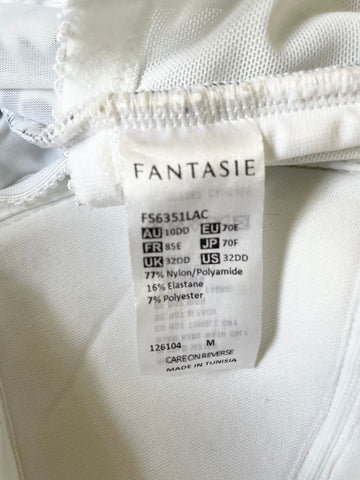 FANTASIE
FS6351LAC
AU 10DD EU 70E
FR 85E JP 70F
UK 32DD US 32DD
77% Nylon/Polyamide
16% Elastane
7% Polyester
126104 M
CARE ON REVERSE
MADE IN TUNISIA